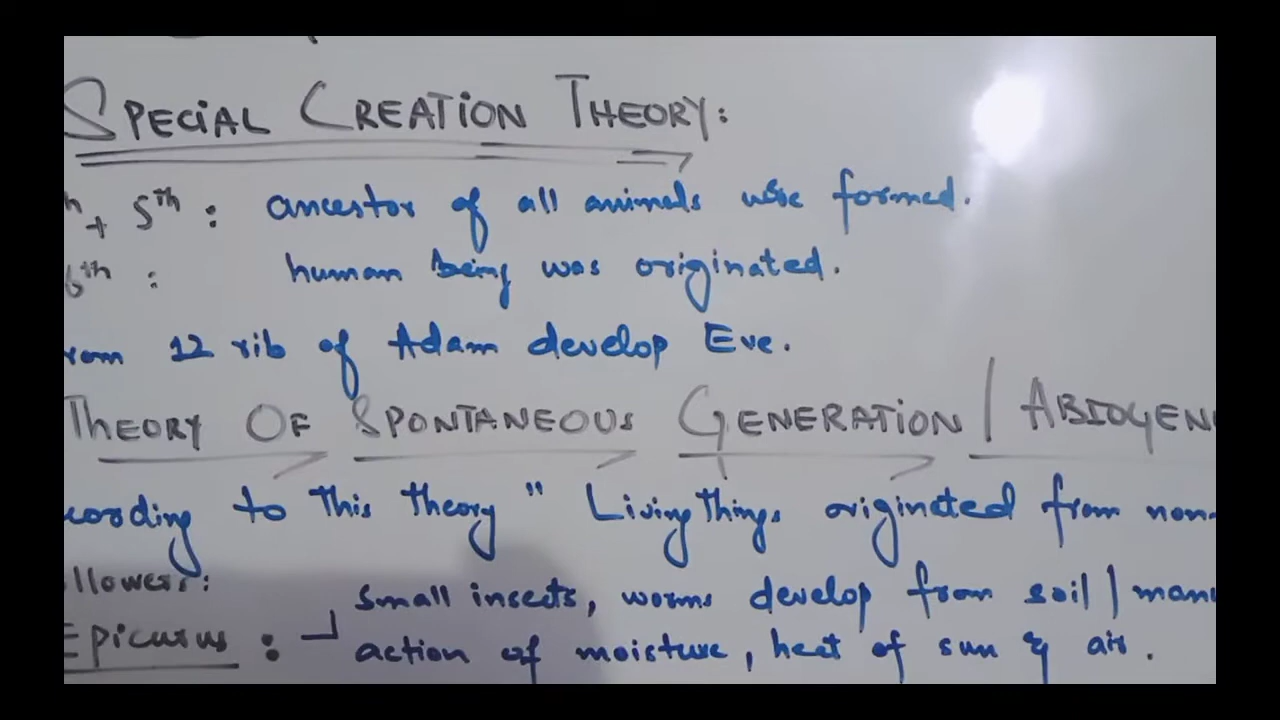 SPECIAL CREATION THEORY:
h + 5th : ancestor of all animals were formed.
6th : human being was originated.
rom 12 rib of Adam develop Eve.
THEORY OF SPONTANEOUS GENERATION / ABIOGEN
cording to this theory " Living Things originated from non-
ollowers:
small insects, worms develop from soil / man
Epicurus : action of moisture, heat of sun & air.